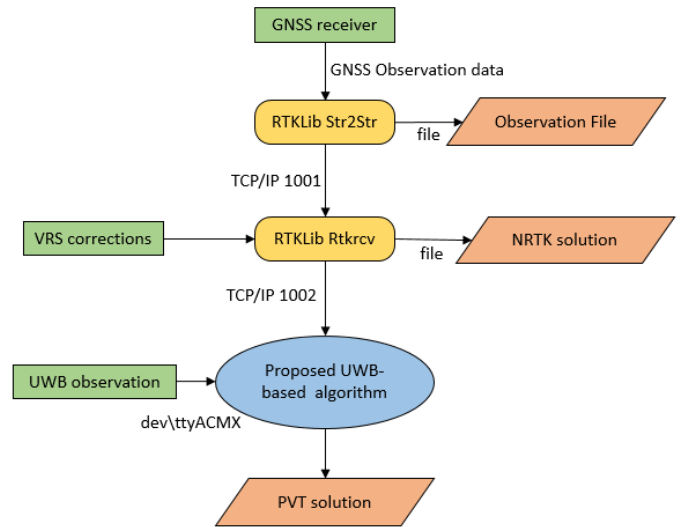 GNSS receiver
GNSS Observation data
RTKLib Str2Str
file
Observation File
TCP/IP 1001
VRS corrections
RTKLib Rtkrcv
file
NRTK solution
TCP/IP 1002
UWB observation
Proposed UWB-
based algorithm
dev\ttyACMX
PVT solution